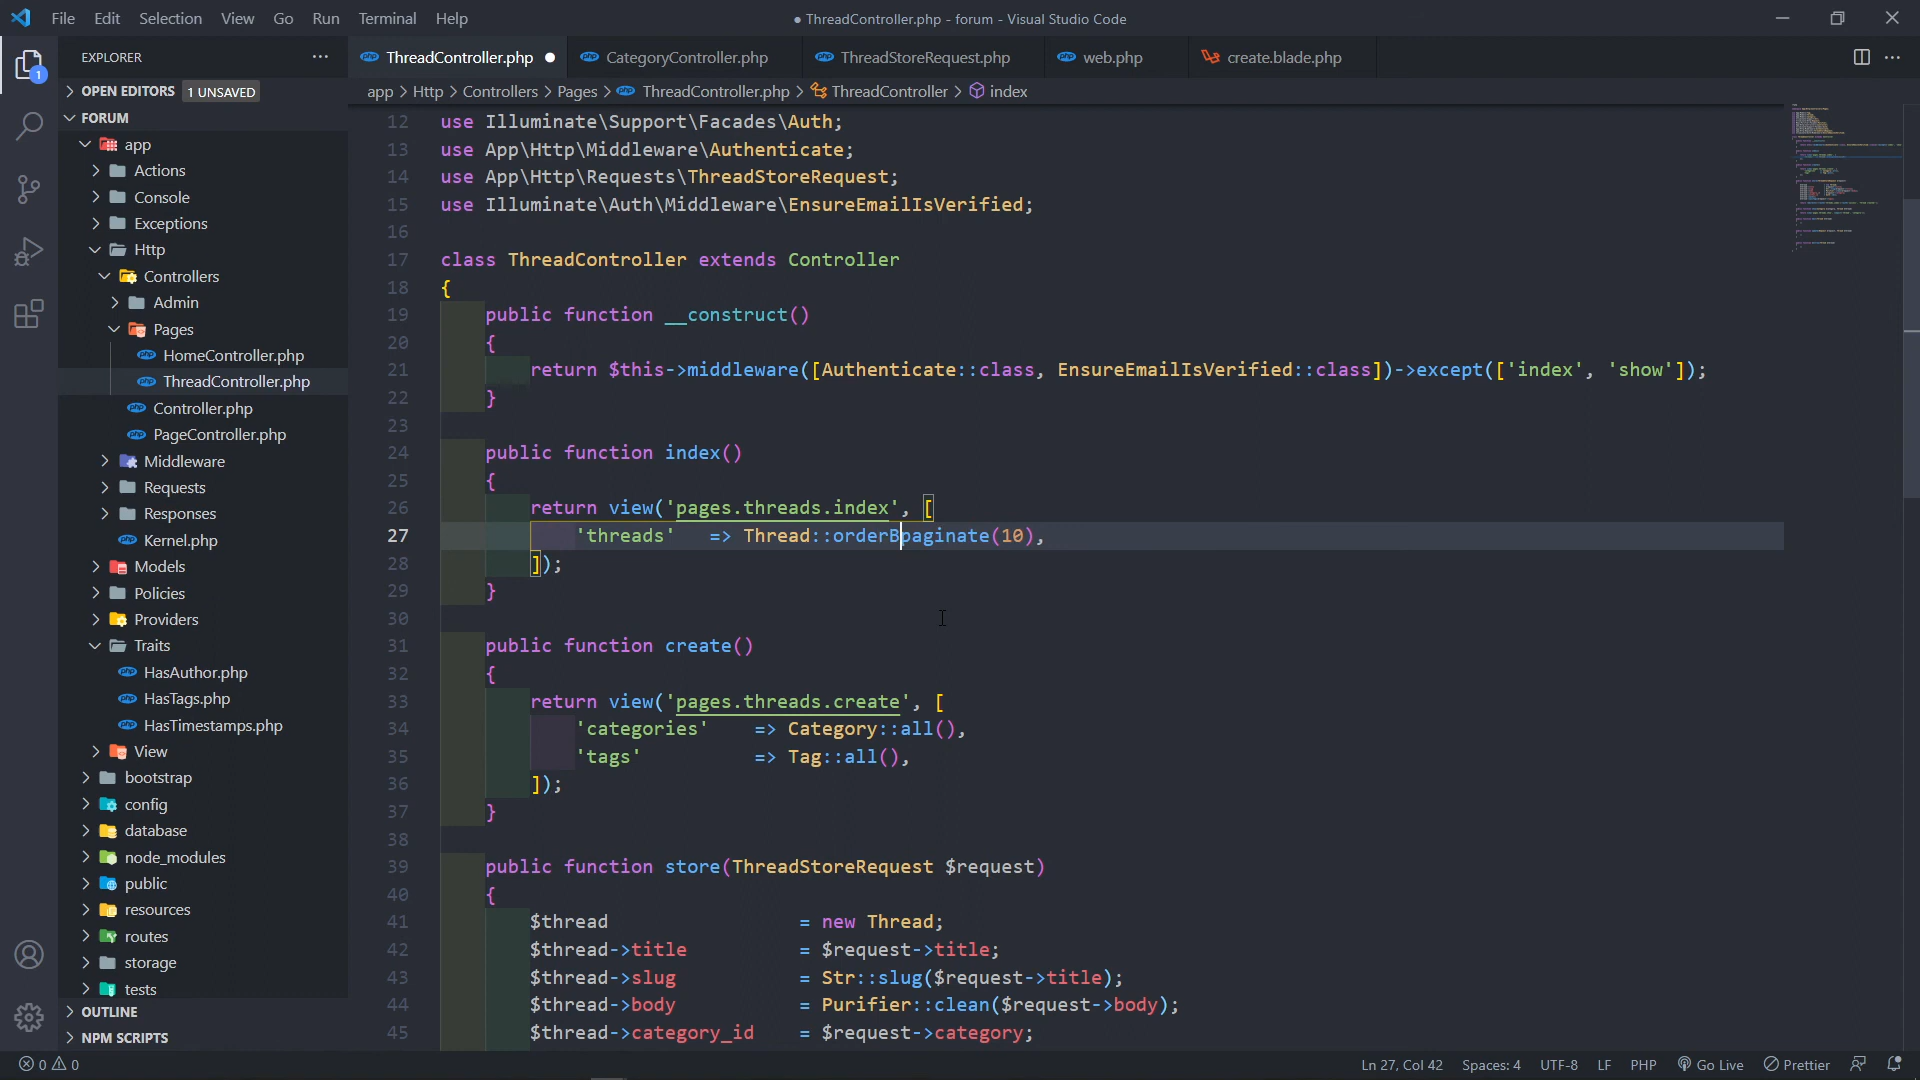 File Edit Selection View Go Run Terminal Help
● ThreadController.php - forum - Visual Studio Code
EXPLORER
ThreadController.php
CategoryController.php
ThreadStoreRequest.php
web.php
create.blade.php
OPEN EDITORS 1 UNSAVED
app > Http > Controllers > Pages > ThreadController.php > ThreadController > index
1
FORUM
app
Actions
Console
Exceptions
Http
Controllers
Admin
Pages
HomeController.php
ThreadController.php
Controller.php
PageController.php
Middleware
Requests
Responses
Kernel.php
Models
Policies
Providers
Traits
HasAuthor.php
HasTags.php
HasTimestamps.php
View
bootstrap
config
database
node_modules
public
resources
routes
storage
tests
OUTLINE
NPM SCRIPTS
12 use Illuminate\Support\Facades\Auth;
13 use App\Http\Middleware\Authenticate;
14 use App\Http\Requests\ThreadStoreRequest;
15 use Illuminate\Auth\Middleware\EnsureEmailIsVerified;
16
17 class ThreadController extends Controller
18 {
19 public function __construct()
20 {
21 return $this->middleware([Authenticate::class, EnsureEmailIsVerified::class])->except(['index', 'show']);
22 }
23
24 public function index()
25 {
26 return view('pages.threads.index', [
27 'threads' => Thread::orderBpaginate(10),
28 ]);
29 }
30
31 public function create()
32 {
33 return view('pages.threads.create', [
34 'categories' => Category::all(),
35 'tags' => Tag::all(),
36 ]);
37 }
38
39 public function store(ThreadStoreRequest $request)
40 {
41 $thread = new Thread;
42 $thread->title = $request->title;
43 $thread->slug = Str::slug($request->title);
44 $thread->body = Purifier::clean($request->body);
45 $thread->category_id = $request->category;
0 0
Ln 27, Col 42 Spaces: 4 UTF-8 LF PHP Go Live Prettier